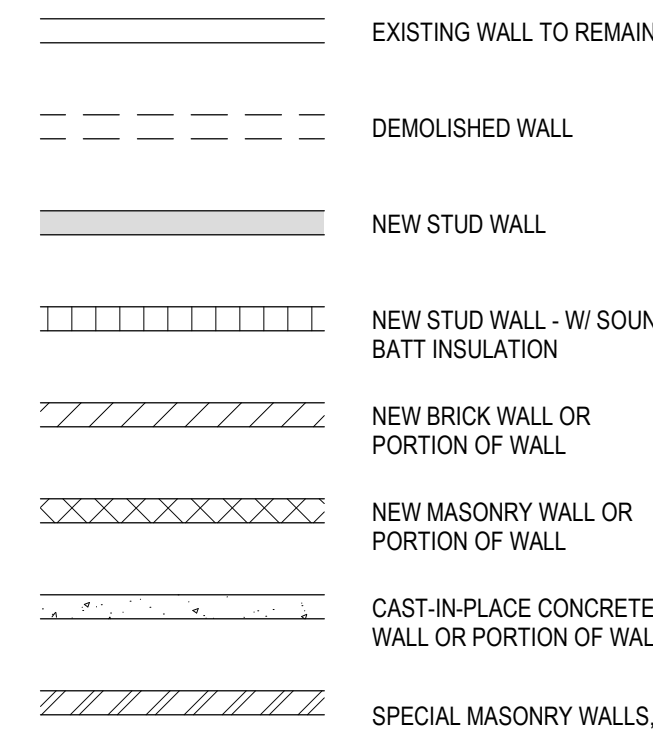 EXISTING WALL TO REMAIN
DEMOLISHED WALL
NEW STUD WALL
NEW STUD WALL - W/ SOUN
BATT INSULATION
NEW BRICK WALL OR
PORTION OF WALL
NEW MASONRY WALL OR
PORTION OF WALL
CAST-IN-PLACE CONCRETE
WALL OR PORTION OF WAL
SPECIAL MASONRY WALLS,